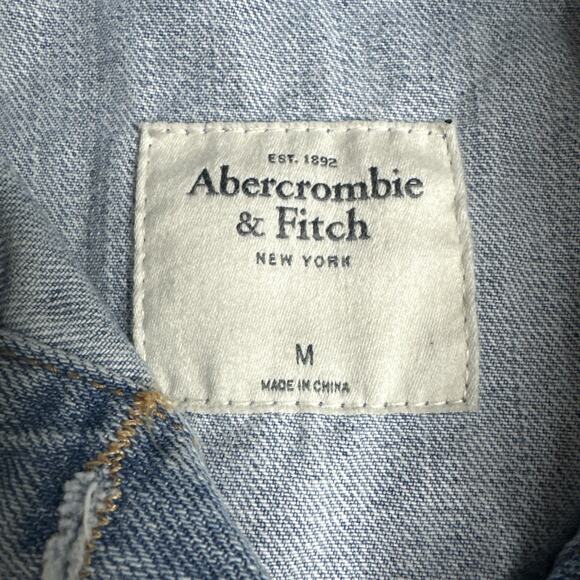 EST. 1892
Abercrombie
& Fitch
NEW YORK
M
MADE IN CHINA